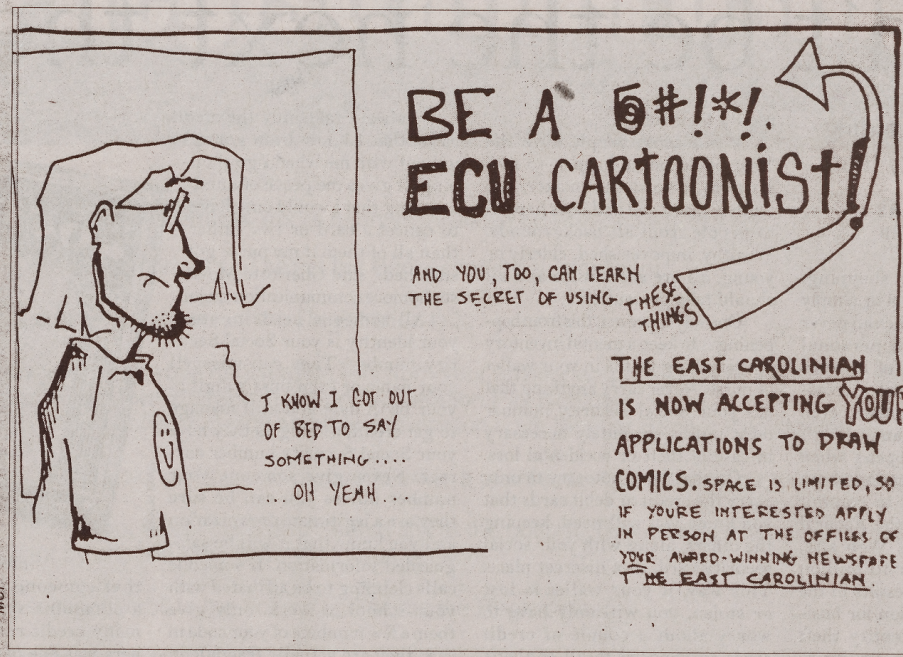 I KNOW I GOT OUT
OF BED TO SAY
SOMETHING....
... OH YEAH....
BE A @#!*!.
ECU CARTOONIST!
AND YOU, TOO, CAN LEARN
THE SECRET OF USING THESE
THINGS
THE EAST CAROLINIAN
IS NOW ACCEPTING YOUR
APPLICATIONS TO DRAW
COMICS. SPACE IS LIMITED, SO
IF YOU'RE INTERESTED APPLY
IN PERSON AT THE OFFICES OF
YOUR AWARD-WINNING NEWSPAPE
THE EAST CAROLINIAN.